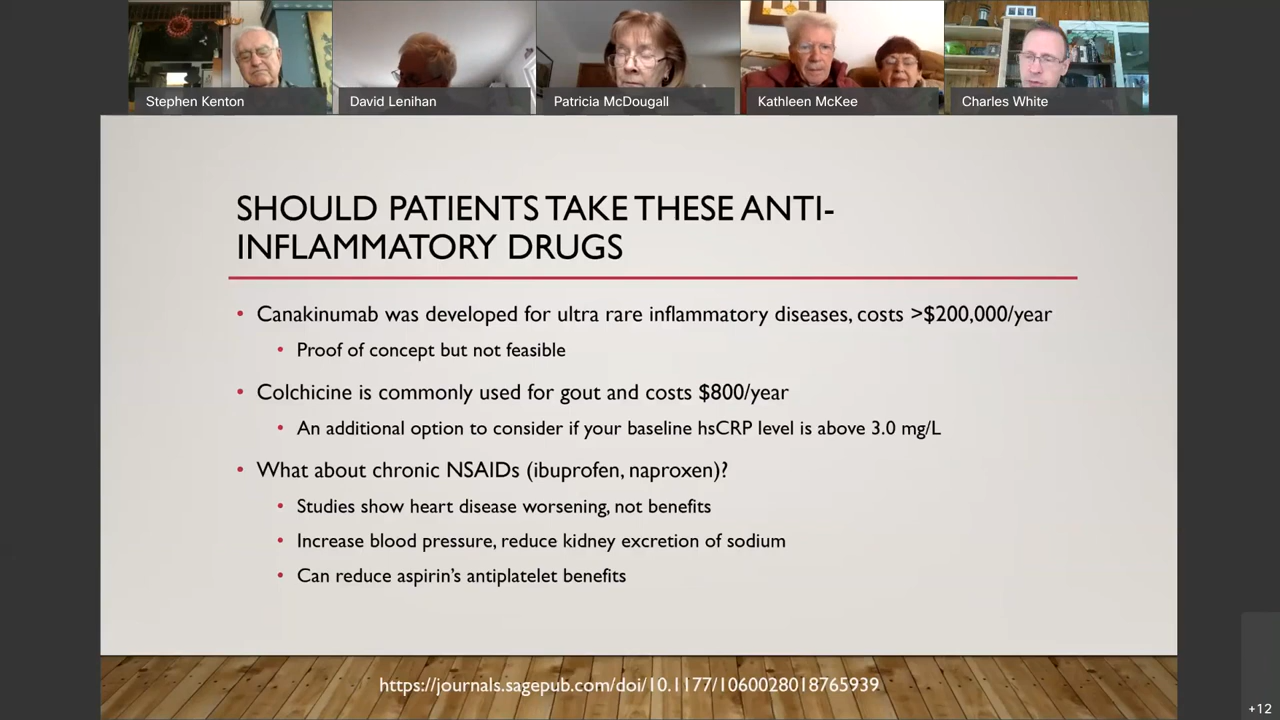 Stephen Kenton
David Lenihan
Patricia McDougall
Kathleen McKee
Charles White
SHOULD PATIENTS TAKE THESE ANTI-
INFLAMMATORY DRUGS
• Canakinumab was developed for ultra rare inflammatory diseases, costs >$200,000/year
• Proof of concept but not feasible
• Colchicine is commonly used for gout and costs $800/year
• An additional option to consider if your baseline hsCRP level is above 3.0 mg/L
• What about chronic NSAIDs (ibuprofen, naproxen)?
• Studies show heart disease worsening, not benefits
• Increase blood pressure, reduce kidney excretion of sodium
• Can reduce aspirin's antiplatelet benefits
https://journals.sagepub.com/doi/10.1177/1060028018765939
+12